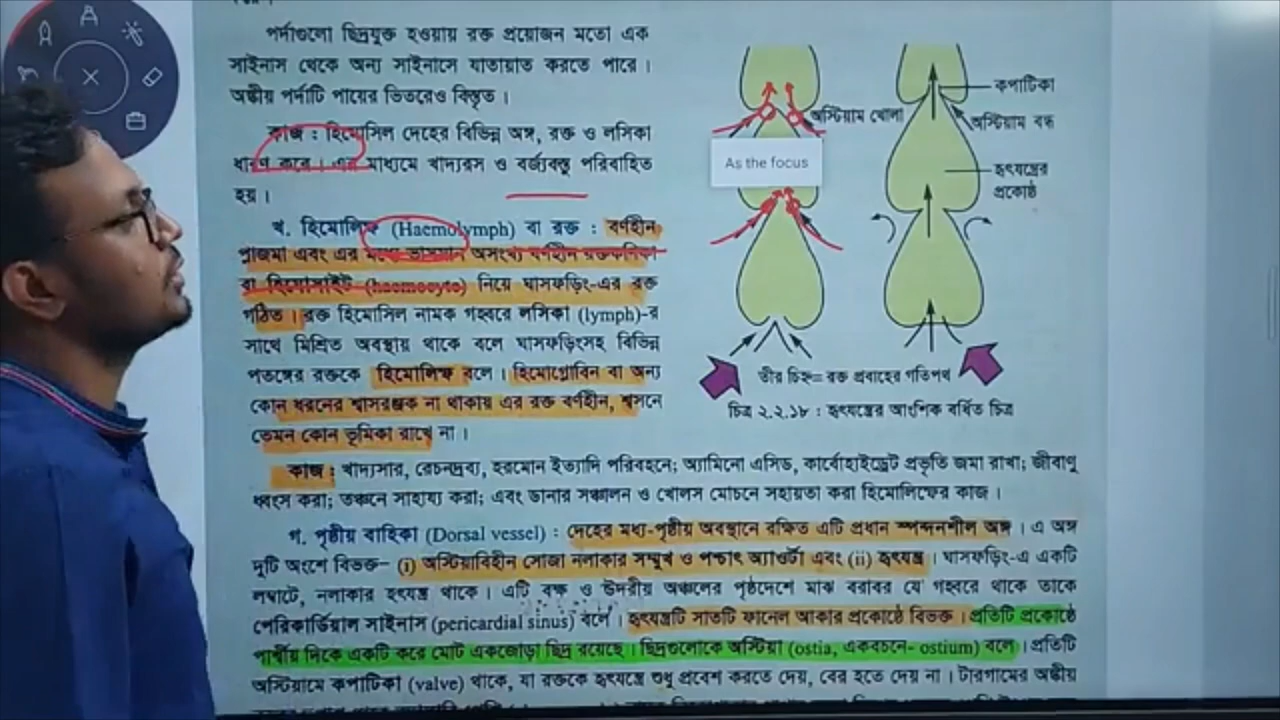 পর্দাগুলো ছিদ্রযুক্ত হওয়ায় রক্ত প্রয়োজন মতো এক
সাইনাস থেকে অন্য সাইনাসে যাতায়াত করতে পারে।
অঙ্কীয় পর্দাটি পায়ের ভিতরেও বিস্তৃত।
কাজ : হিমোসিল দেহের বিভিন্ন অঙ্গ, রক্ত ও লসিকা
ধারণ করে। এর মাধ্যমে খাদ্যরস ও বর্জ্যবস্তু পরিবাহিত
হয়।
খ. হিমোলিম্ফ (Haemolymph) বা রক্ত : বর্ণহীন
প্লাজমা এবং এর মধ্যে ভাসমান অসংখ্য বর্ণহীন রক্তকণিকা
বা হিমোসাইট (haemocyte) নিয়ে ঘাসফড়িং-এর রক্ত
গঠিত। রক্ত হিমোসিল নামক গহ্বরে লসিকা (lymph)-র
সাথে মিশ্রিত অবস্থায় থাকে বলে ঘাসফড়িংসহ বিভিন্ন
পতঙ্গের রক্তকে হিমোলিম্ফ বলে। হিমোগ্লোবিন বা অন্য
কোন ধরনের শ্বাসরঞ্জক না থাকায় এর রক্ত বর্ণহীন, শ্বসনে
তেমন কোন ভূমিকা রাখে না।
অস্টিয়াম খোলা
As the focus
কপাটিকা
অস্টিয়াম বন্ধ
হৃৎযন্ত্রের
প্রকোষ্ঠ
তীর চিহ্ন= রক্ত প্রবাহের গতিপথ
চিত্র ২.২.১৮ : হৃৎযন্ত্রের আংশিক বর্ধিত চিত্র
কাজ : খাদ্যসার, রেচনদ্রব্য, হরমোন ইত্যাদি পরিবহনে; অ্যামিনো এসিড, কার্বোহাইড্রেট প্রভৃতি জমা রাখা; জীবাণু
ধ্বংস করা; তঞ্চনে সাহায্য করা; এবং ডানার সঞ্চালন ও খোলস মোচনে সহায়তা করা হিমোলিম্ফের কাজ।
গ. পৃষ্ঠীয় বাহিকা (Dorsal vessel) : দেহের মধ্য-পৃষ্ঠীয় অবস্থানে রক্ষিত এটি প্রধান স্পন্দনশীল অঙ্গ। এ অঙ্গ
দুটি অংশে বিভক্ত– (i) অস্টিয়াবিহীন সোজা নলাকার সম্মুখ ও পশ্চাৎ অ্যাওর্টা এবং (ii) হৃৎযন্ত্র। ঘাসফড়িং-এ একটি
লম্বাটে, নলাকার হৃৎযন্ত্র থাকে। এটি বক্ষ ও উদরীয় অঞ্চলের পৃষ্ঠদেশে মাঝ বরাবর যে গহ্বরে থাকে তাকে
পেরিকার্ডিয়াল সাইনাস (pericardial sinus) বলে। হৃৎযন্ত্রটি সাতটি ফানেল আকার প্রকোষ্ঠে বিভক্ত। প্রতিটি প্রকোষ্ঠে
পার্শ্বীয় দিকে একটি করে মোট একজোড়া ছিদ্র রয়েছে। ছিদ্রগুলোকে অস্টিয়া (ostia, একবচনে- ostium) বলে। প্রতিটি
অস্টিয়ামে কপাটিকা (valve) থাকে, যা রক্তকে হৃৎযন্ত্রে শুধু প্রবেশ করতে দেয়, বের হতে দেয় না। টারগামের অঙ্কীয়